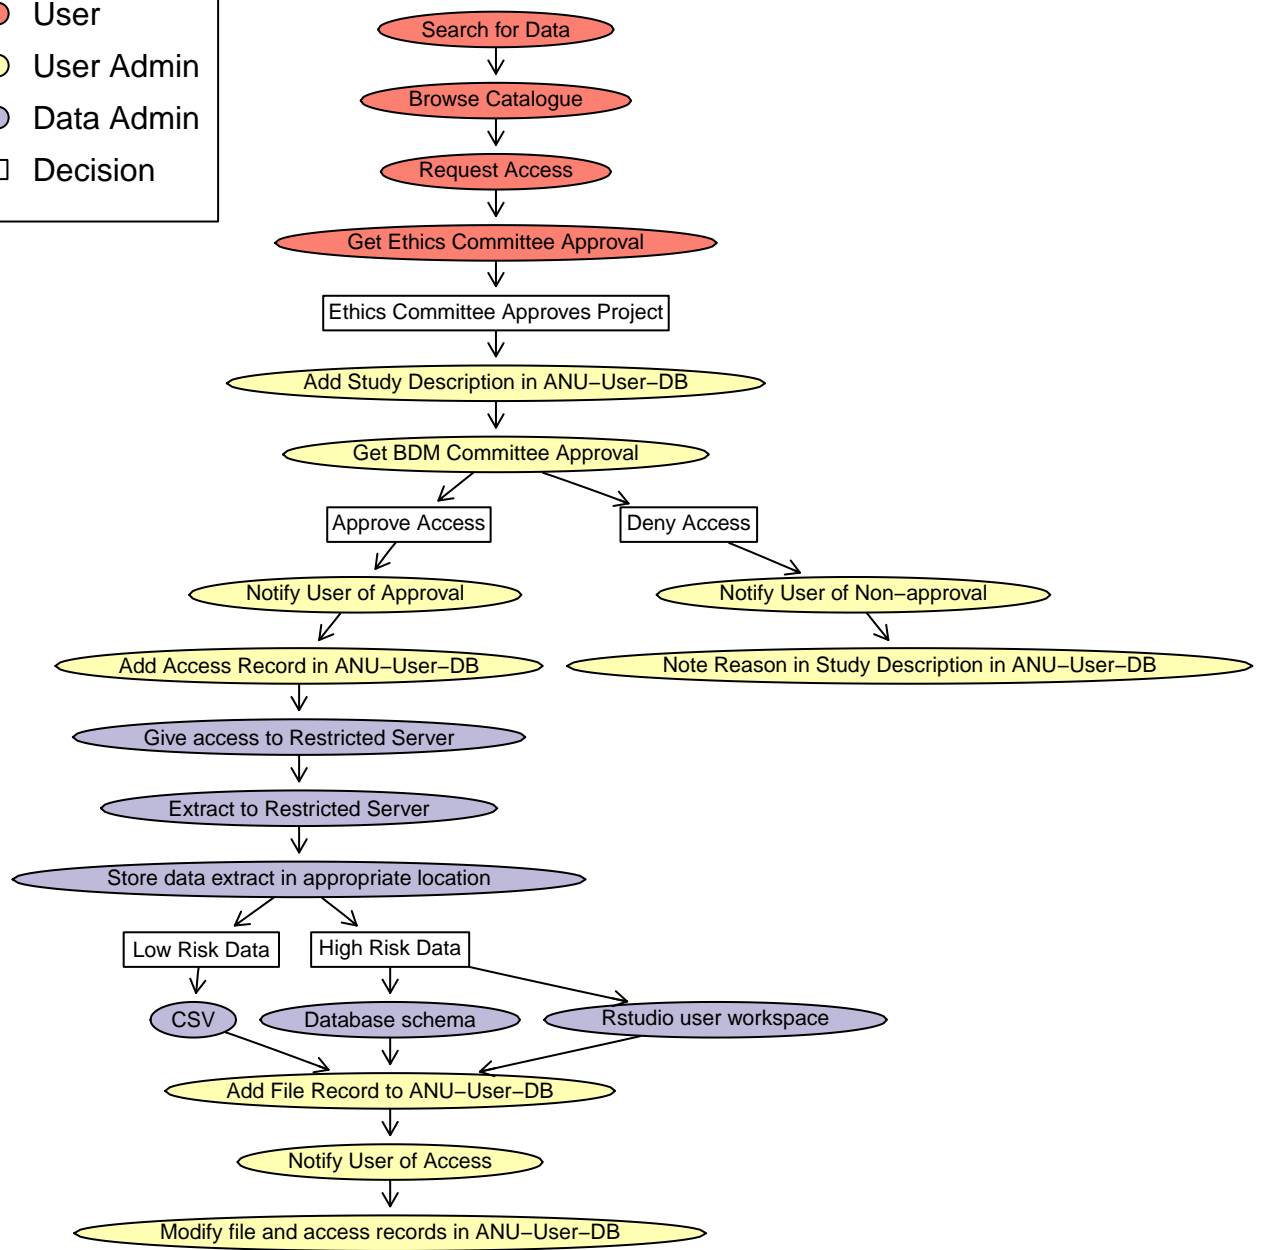 User
User Admin
Data Admin
Decision
Search for Data
Browse Catalogue
Request Access
Get Ethics Committee Approval
Ethics Committee Approves Project
Add Study Description in ANU−User−DB
Get BDM Committee Approval
Approve Access
Deny Access
Notify User of Approval
Notify User of Non−approval
Add Access Record in ANU−User−DB
Note Reason in Study Description in ANU−User−DB
Give access to Restricted Server
Extract to Restricted Server
Store data extract in appropriate location
Low Risk Data
High Risk Data
CSV
Database schema
Rstudio user workspace
Add File Record to ANU−User−DB
Notify User of Access
Modify file and access records in ANU−User−DB